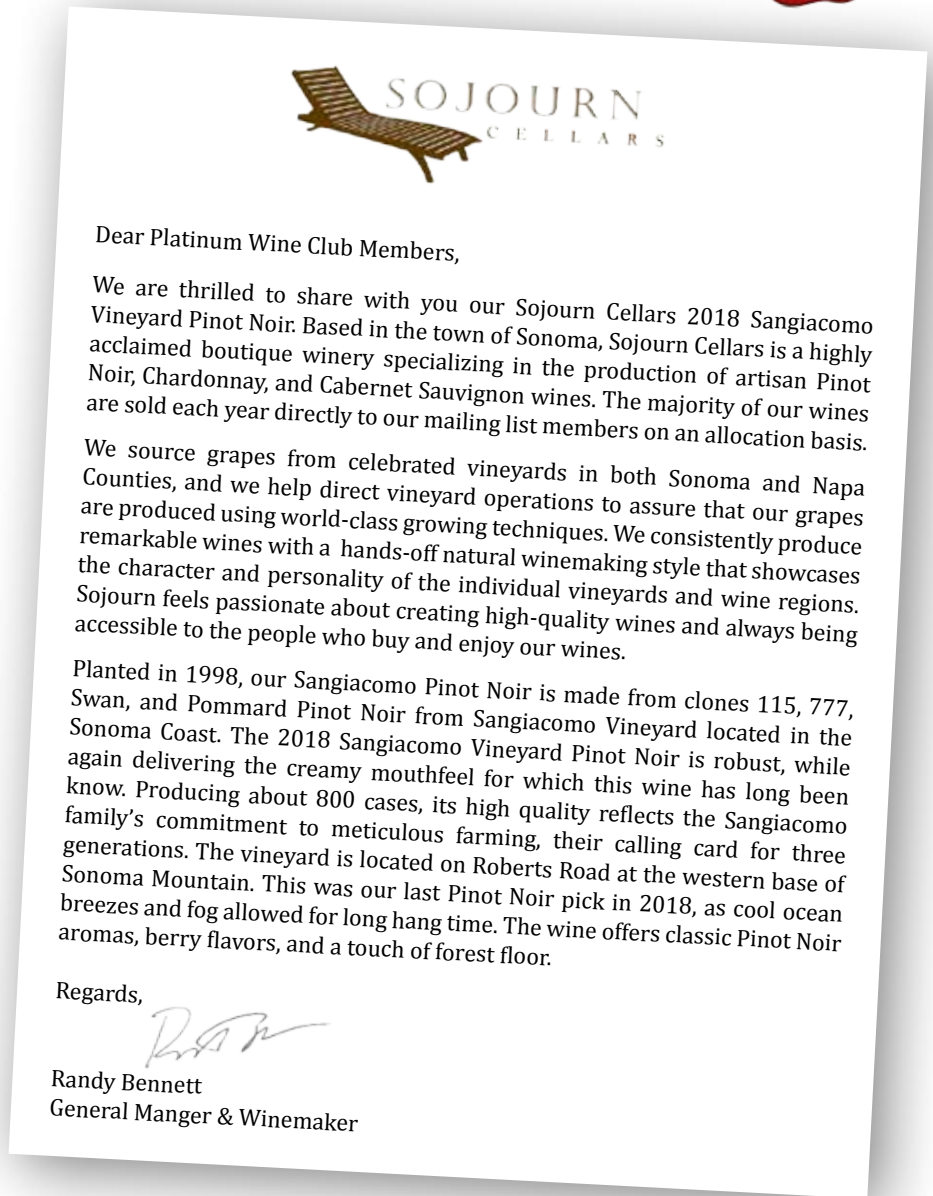 SOJOURN
CELLARS
Dear Platinum Wine Club Members,
We are thrilled to share with you our Sojourn Cellars 2018 Sangiacomo
Vineyard Pinot Noir. Based in the town of Sonoma, Sojourn Cellars is a highly
acclaimed boutique winery specializing in the production of artisan Pinot
Noir, Chardonnay, and Cabernet Sauvignon wines. The majority of our wines
are sold each year directly to our mailing list members on an allocation basis.
We source grapes from celebrated vineyards in both Sonoma and Napa
Counties, and we help direct vineyard operations to assure that our grapes
are produced using world-class growing techniques. We consistently produce
remarkable wines with a hands-off natural winemaking style that showcases
the character and personality of the individual vineyards and wine regions.
Sojourn feels passionate about creating high-quality wines and always being
accessible to the people who buy and enjoy our wines.
Planted in 1998, our Sangiacomo Pinot Noir is made from clones 115, 777,
Swan, and Pommard Pinot Noir from Sangiacomo Vineyard located in the
Sonoma Coast. The 2018 Sangiacomo Vineyard Pinot Noir is robust, while
again delivering the creamy mouthfeel for which this wine has long been
know. Producing about 800 cases, its high quality reflects the Sangiacomo
family's commitment to meticulous farming, their calling card for three
generations. The vineyard is located on Roberts Road at the western base of
Sonoma Mountain. This was our last Pinot Noir pick in 2018, as cool ocean
breezes and fog allowed for long hang time. The wine offers classic Pinot Noir
aromas, berry flavors, and a touch of forest floor.
Regards,
Randy Bennett
General Manger & Winemaker